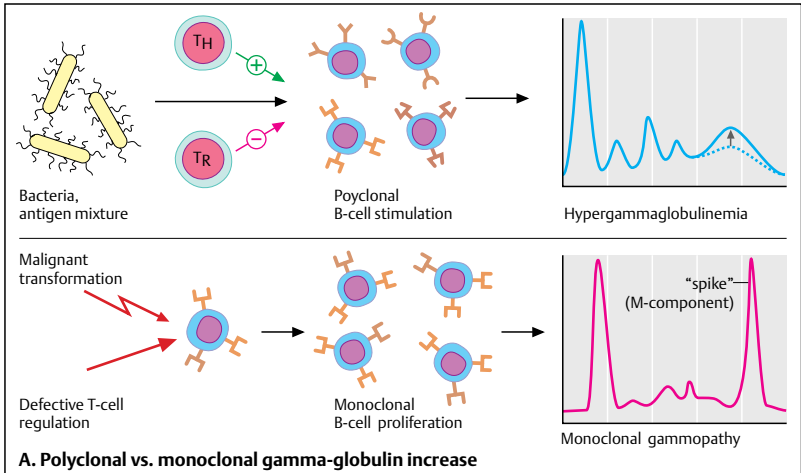 TH
+
TR
−
Bacteria,
antigen mixture
Poyclonal
B-cell stimulation
Hypergammaglobulinemia
Malignant
transformation
Defective T-cell
regulation
Monoclonal
B-cell proliferation
“spike”
(M-component)
Monoclonal gammopathy
A. Polyclonal vs. monoclonal gamma-globulin increase